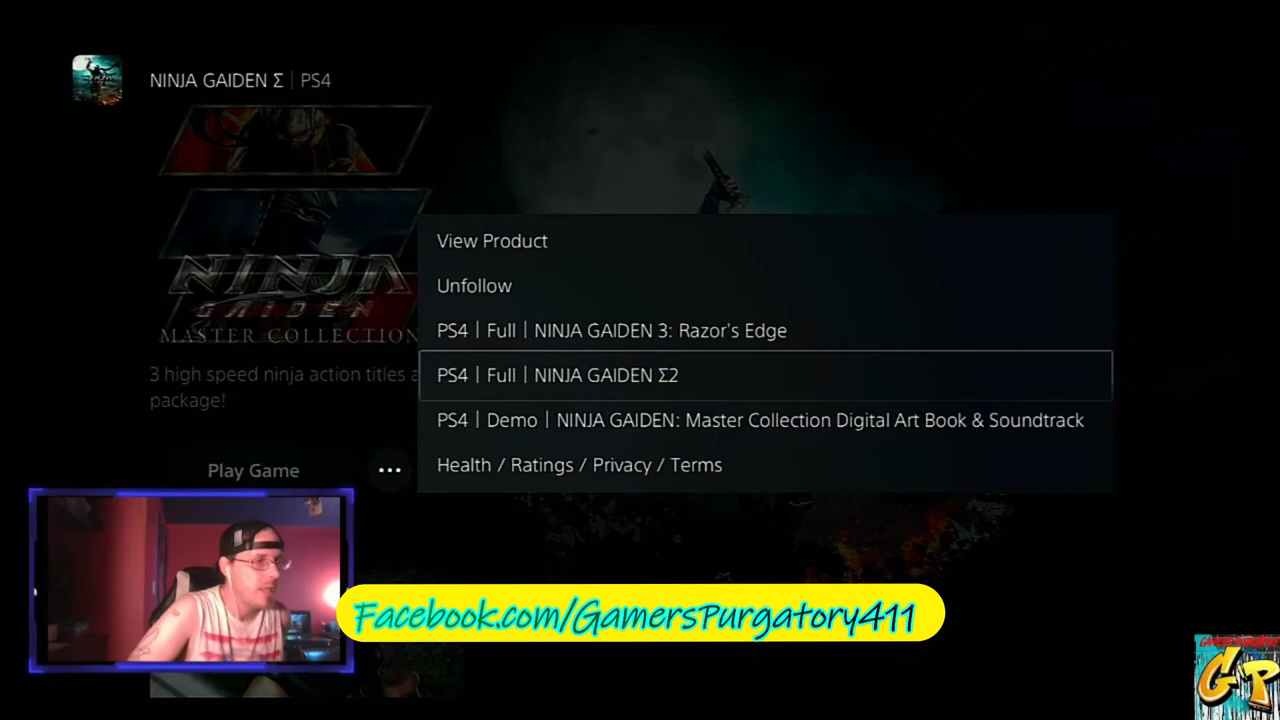 NINJA GAIDEN Σ | PS4
NINJA
GAIDEN
MASTER COLLECTION
3 high speed ninja action titles a
package!
Play Game
View Product
Unfollow
PS4 | Full | NINJA GAIDEN 3: Razor's Edge
PS4 | Full | NINJA GAIDEN Σ2
PS4 | Demo | NINJA GAIDEN: Master Collection Digital Art Book & Soundtrack
Health / Ratings / Privacy / Terms
Facebook.com/GamersPurgatory411
GAMERS PURGATORY
GP